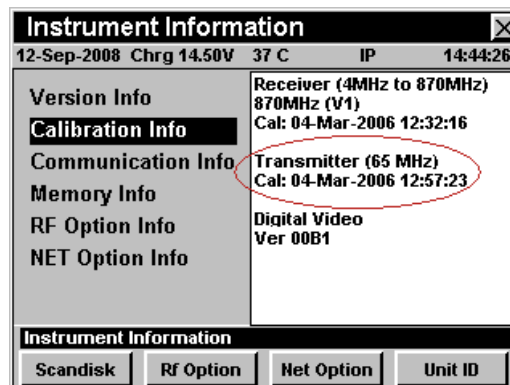 Instrument Information
12-Sep-2008 Chrg 14.50V 37 C IP 14:44:26
Version Info
Calibration Info
Communication Info
Memory Info
RF Option Info
NET Option Info
Receiver (4MHz to 870MHz)
870MHz (V1)
Cal: 04-Mar-2006 12:32:16
Transmitter (65 MHz)
Cal: 04-Mar-2006 12:57:23
Digital Video
Ver 00B1
Instrument Information
Scandisk Rf Option Net Option Unit ID